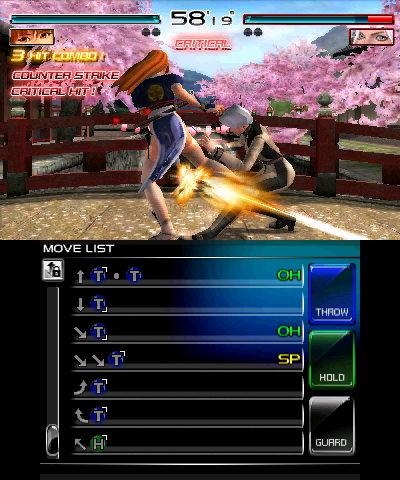 58'19"
CRITICAL
3 HIT COMBO!
COUNTER STRIKE
CRITICAL HIT!
MOVE LIST
↑ T • T OH
↓ T
↘ T OH
↘ ↘ T SP
T
T
↖ H
THROW
HOLD
GUARD